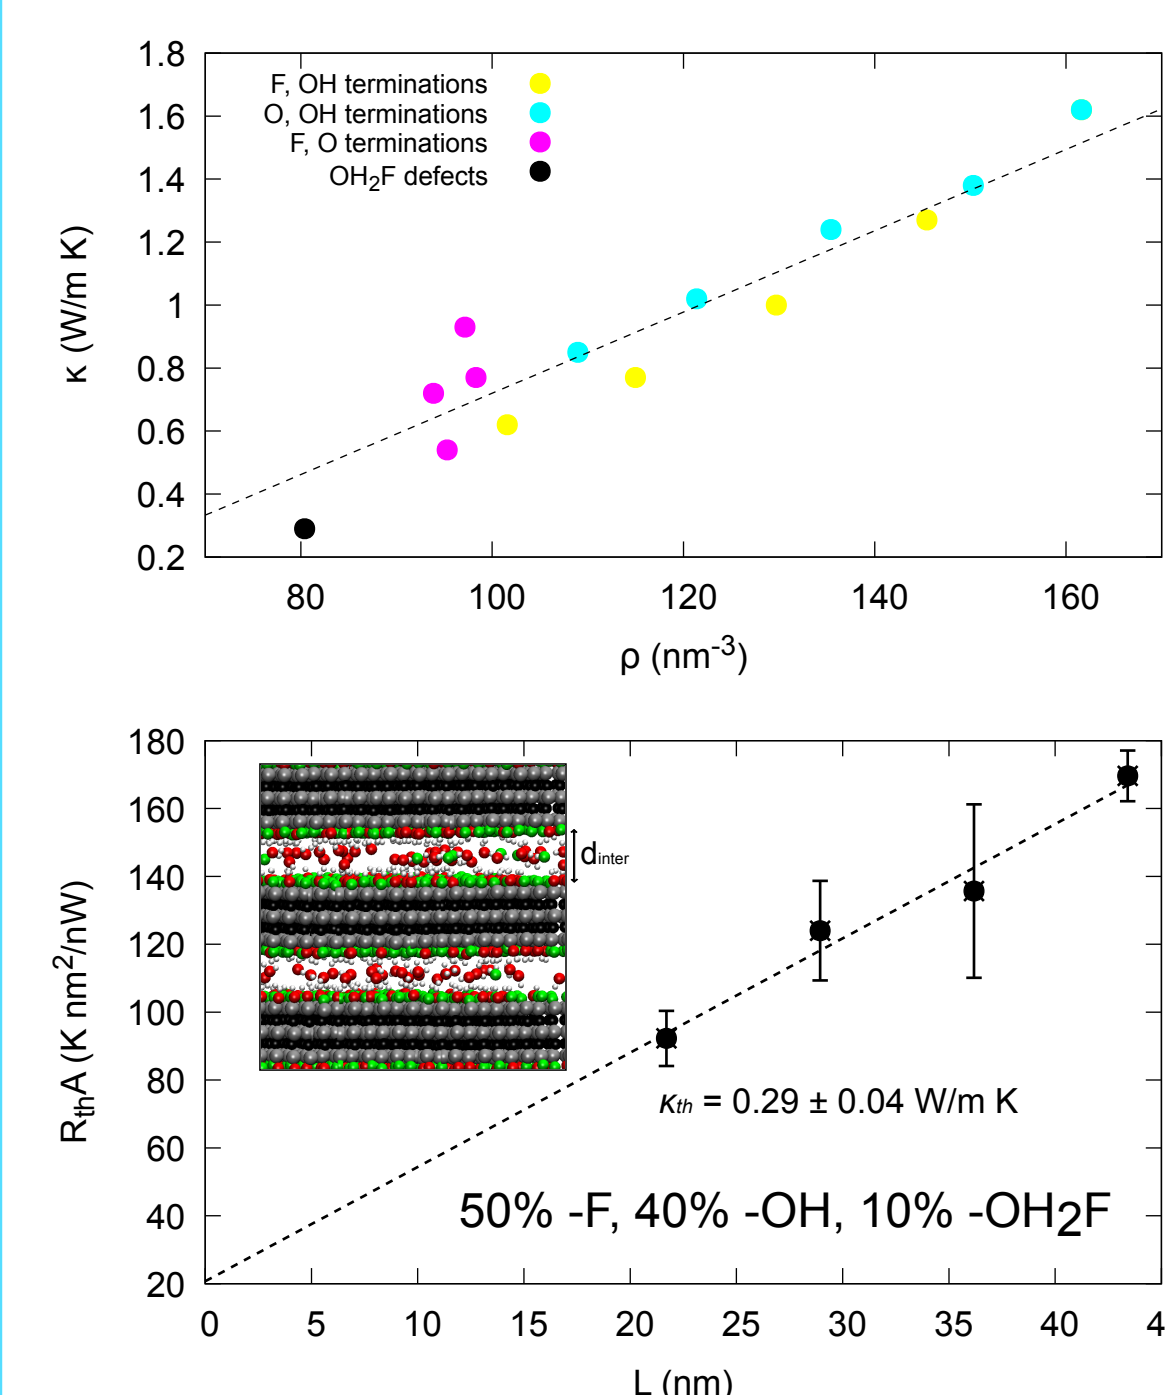 1.8
1.6
1.4
1.2
1
0.8
0.6
0.4
0.2
κ (W/m K)
F, OH terminations
O, OH terminations
F, O terminations
OH₂F defects
80 100 120 140 160
ρ (nm⁻³)
180
160
140
120
100
80
60
40
20
RₜₕA (K nm²/nW)
dᵢₙₜₑᵣ
κₜₕ = 0.29 ± 0.04 W/m K
50% -F, 40% -OH, 10% -OH₂F
0 5 10 15 20 25 30 35 40 4
L (nm)